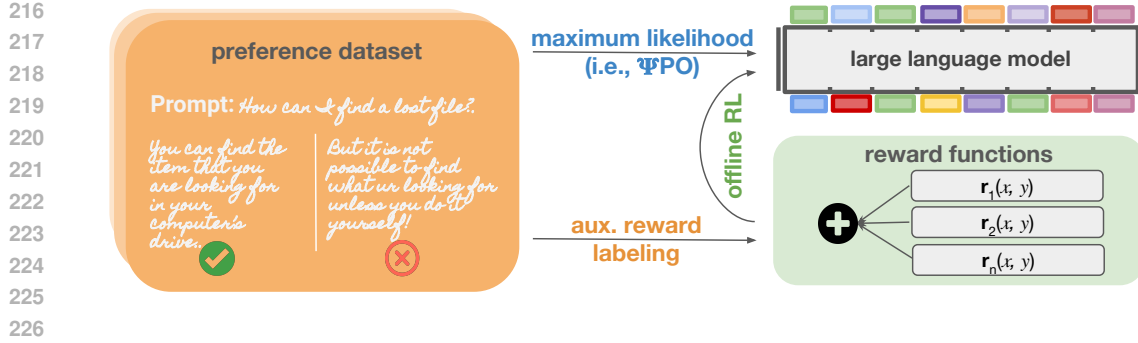 216
217
218
219
220
221
222
223
224
225
226
preference dataset
Prompt: How can I find a lost file?
You can find the
item that you
are looking for
in your
computer's
drive..
But it is not
possible to find
what ur looking for
unless you do it
yourself!
maximum likelihood
(i.e., ΨPO)
aux. reward
labeling
offline RL
large language model
reward functions
r₁(x, y)
r₂(x, y)
rₙ(x, y)